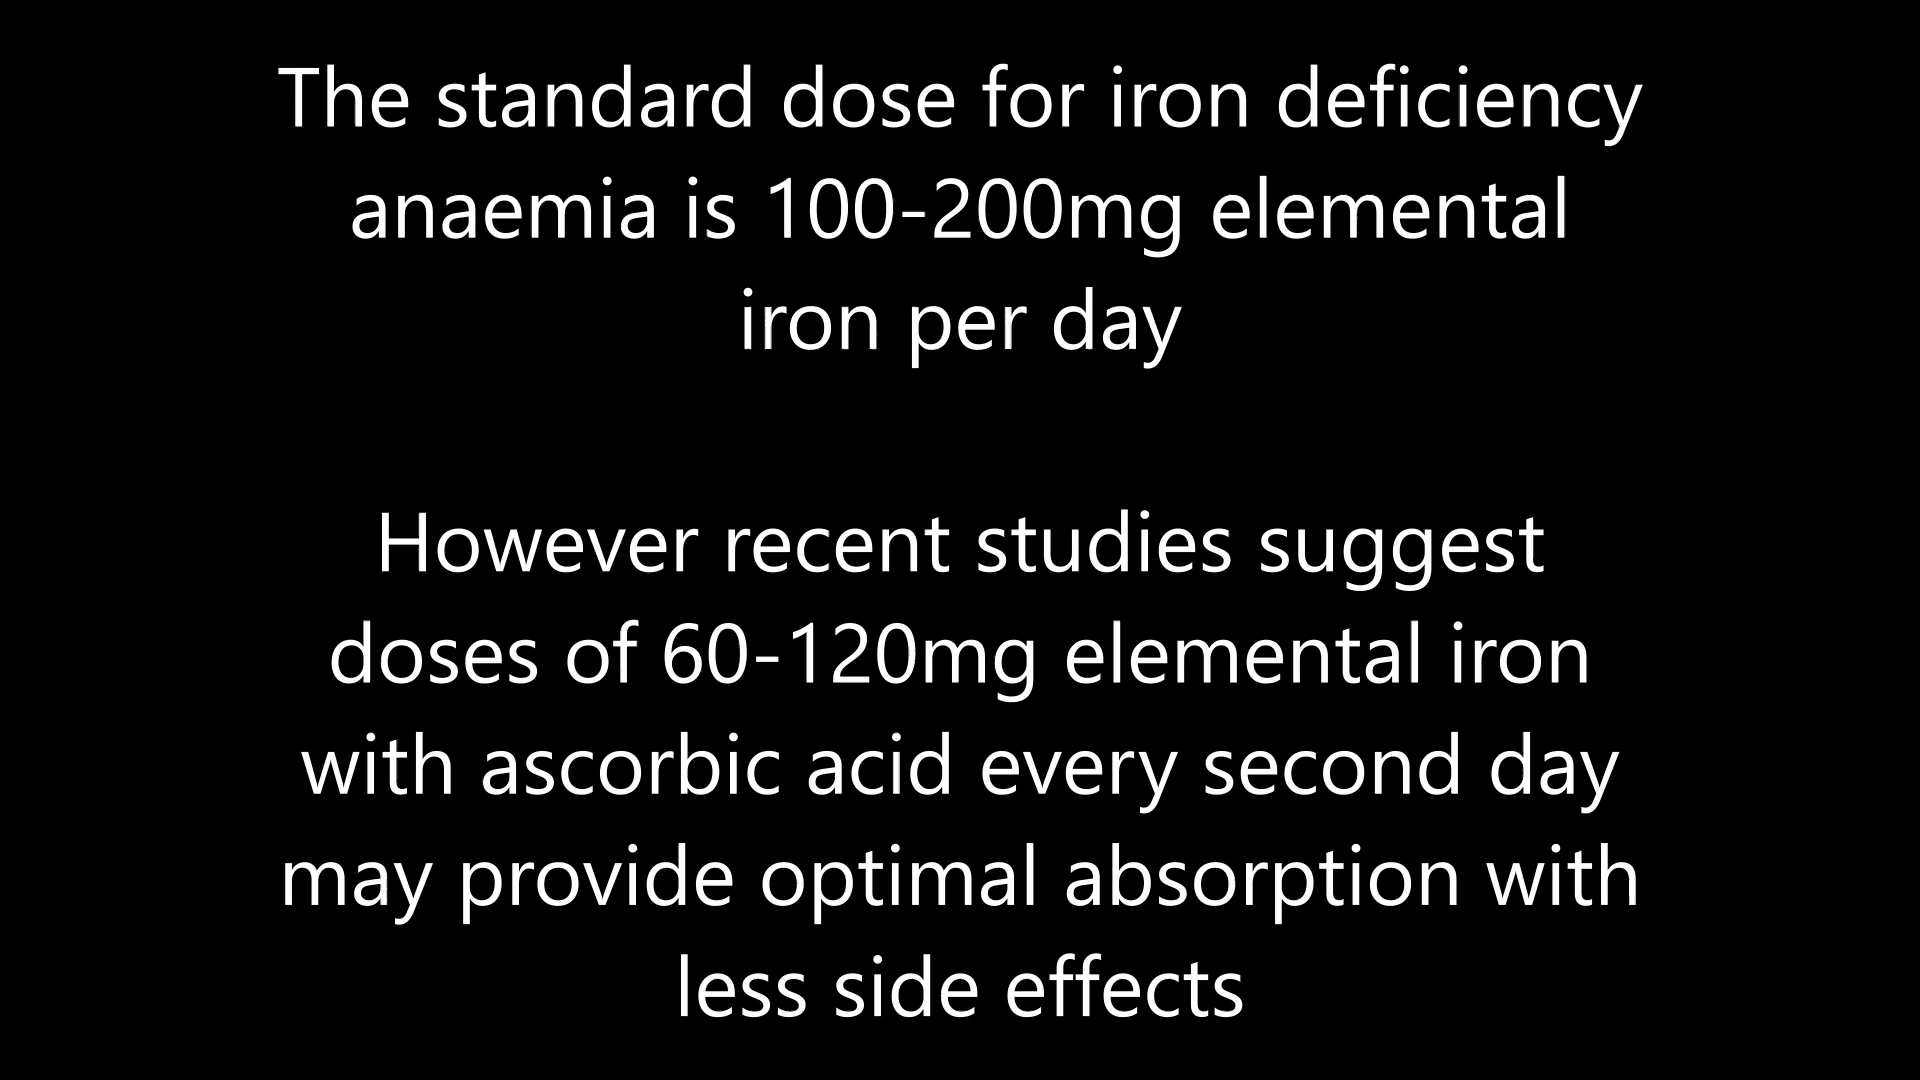 The standard dose for iron deficiency
anaemia is 100-200mg elemental
iron per day
However recent studies suggest
doses of 60-120mg elemental iron
with ascorbic acid every second day
may provide optimal absorption with
less side effects